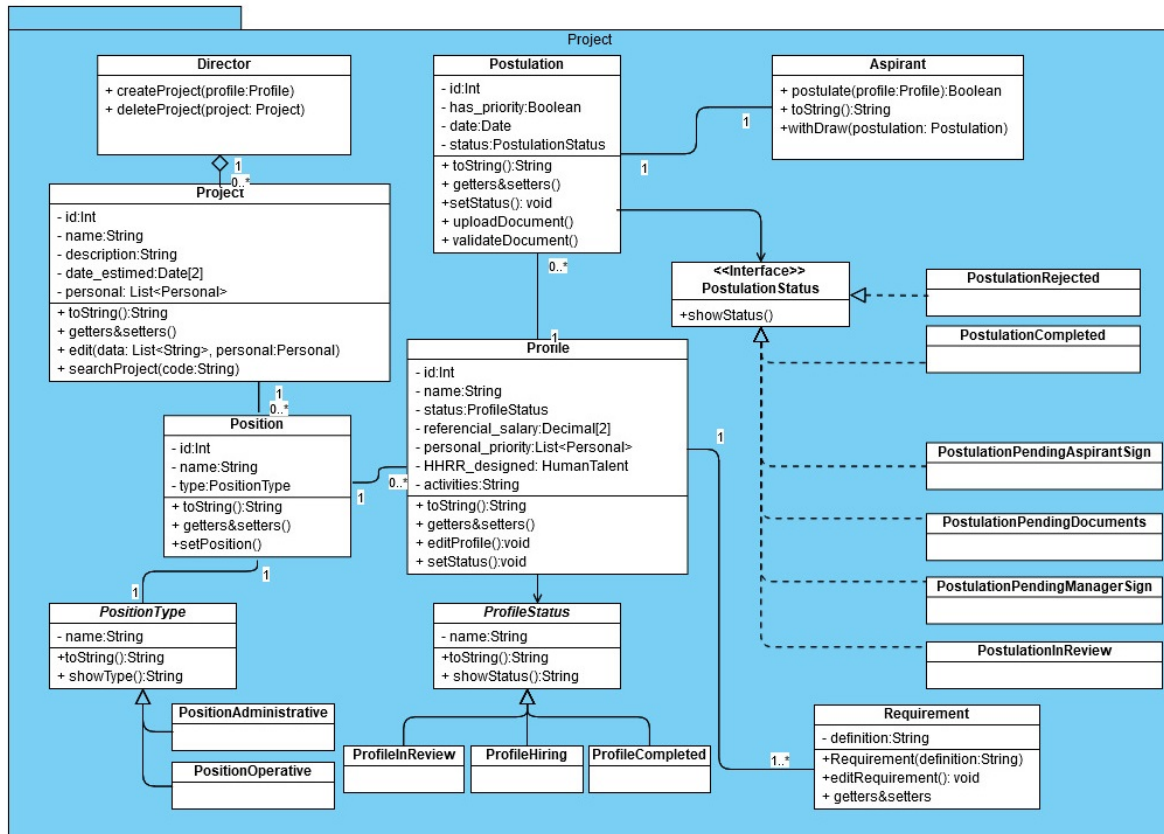 Project
Director
+ createProject(profile:Profile)
+ deleteProject(project: Project)
1
0..*
Project
- id:Int
- name:String
- description:String
- date_estimed:Date[2]
- personal: List<Personal>
+ toString():String
+ getters&setters()
+ edit(data: List<String>, personal:Personal)
+ searchProject(code:String)
1
0..*
Position
- id:Int
- name:String
- type:PositionType
+ toString():String
+ getters&setters()
+setPosition()
1
0..*
1
1
PositionType
- name:String
+toString():String
+ showType():String
PositionAdministrative
PositionOperative
Postulation
- id:Int
- has_priority:Boolean
- date:Date
- status:PostulationStatus
+ toString():String
+ getters&setters()
+setStatus(): void
+ uploadDocument()
+ validateDocument()
1
1
0..*
1
Profile
- id:Int
- name:String
- status:ProfileStatus
- referencial_salary:Decimal[2]
- personal_priority:List<Personal>
- HHRR_designed: HumanTalent
- activities:String
+ toString():String
+ getters&setters()
+ editProfile():void
+ setStatus():void
1
1..*
ProfileStatus
- name:String
+toString():String
+ showStatus():String
ProfileInReview
ProfileHiring
ProfileCompleted
Aspirant
+ postulate(profile:Profile):Boolean
+ toString():String
+withDraw(postulation: Postulation)
<<Interface>>
PostulationStatus
+showStatus()
PostulationRejected
PostulationCompleted
PostulationPendingAspirantSign
PostulationPendingDocuments
PostulationPendingManagerSign
PostulationInReview
Requirement
- definition:String
+Requirement(definition:String)
+editRequirement(): void
+ getters&setters